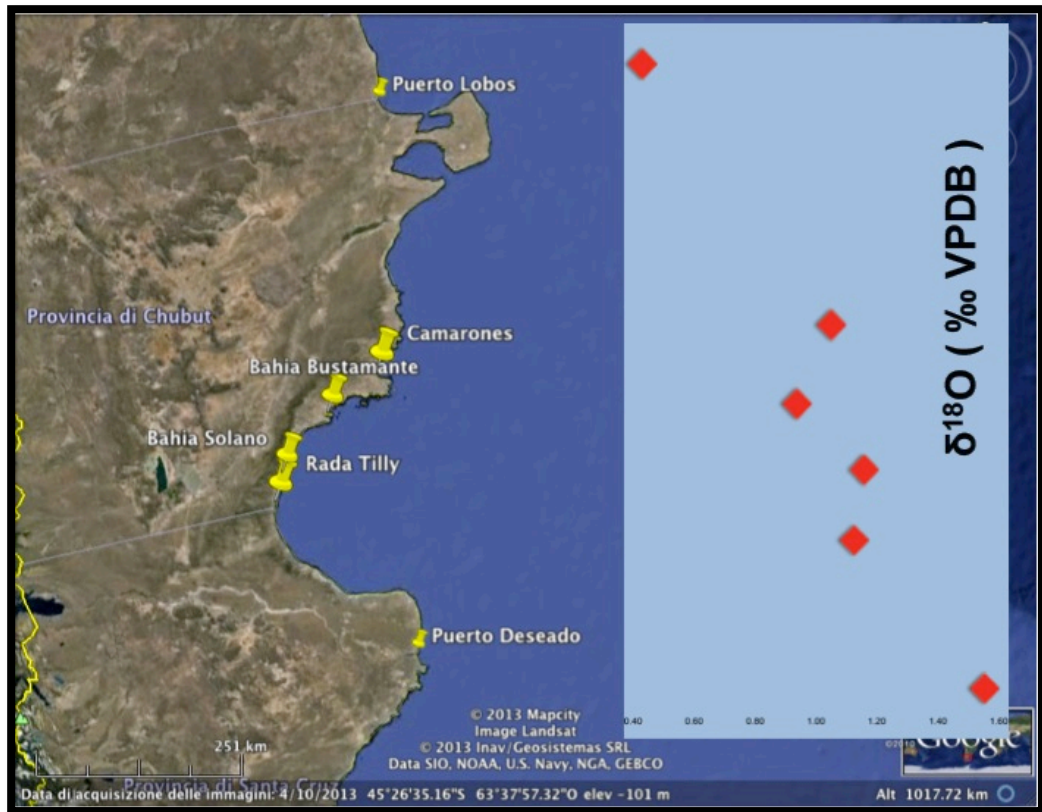 Puerto Lobos
Provincia di Chubut
Camarones
Bahia Bustamante
Bahia Solano
Rada Tilly
Puerto Deseado
δ18O ( ‰ VPDB )
0.40 0.60 0.80 1.00 1.20 1.40 1.60
© 2013 Mapcity
Image Landsat
© 2013 Inav/Geosistemas SRL
Data SIO, NOAA, U.S. Navy, NGA, GEBCO
Google
251 km
Provincia di Santa Cruz
Data di acquisizione delle immagini: 4/10/2013 45°26'35.16"S 63°37'57.32"O elev -101 m
Alt 1017.72 km